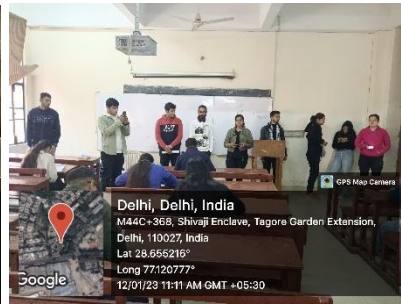 GPS Map Camera
Delhi, Delhi, India
M44C+368, Shivaji Enclave, Tagore Garden Extension,
Delhi, 110027, India
Lat 28.655216°
Long 77.120777°
12/01/23 11:11 AM GMT +05:30
Google